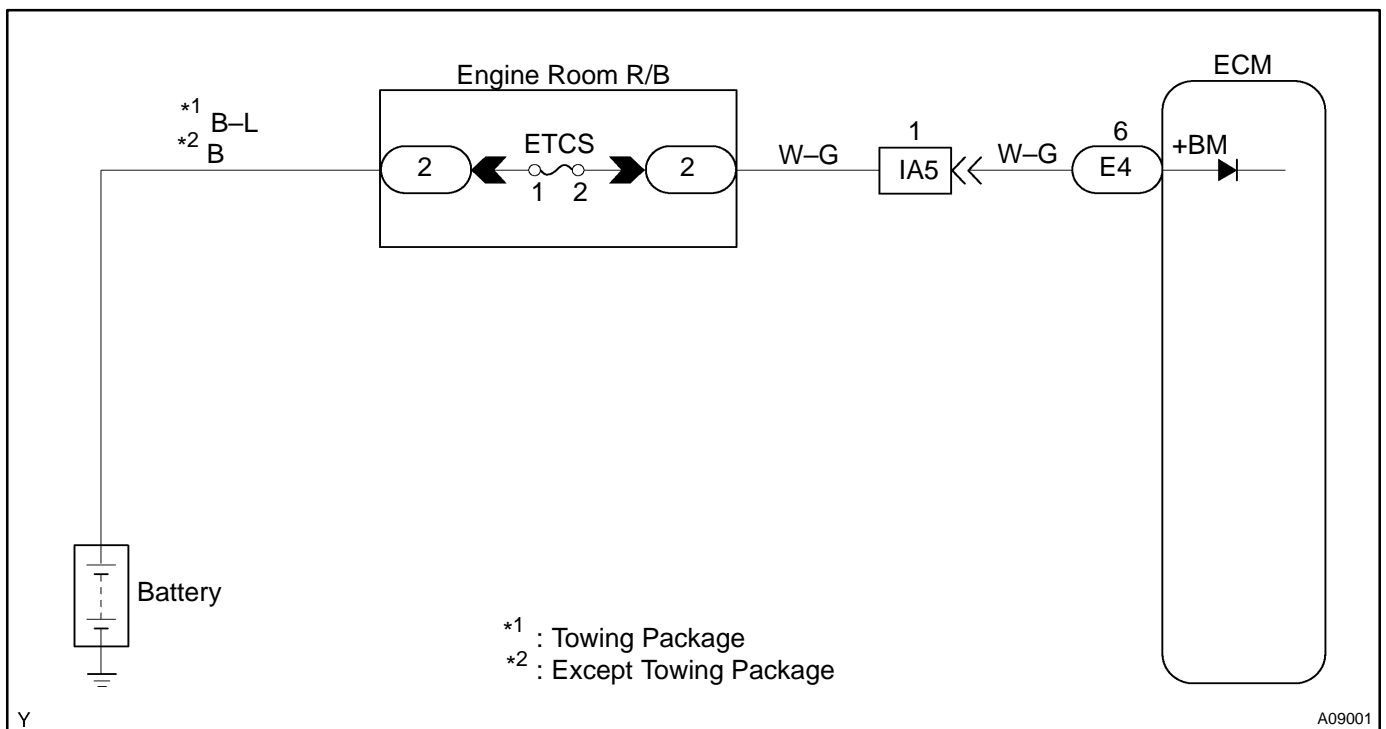 Engine Room R/B
ECM
*1 B–L
*2 B
ETCS
2
1 2
2
W–G
1
IA5
W–G
6
E4
+BM
Battery
*1 : Towing Package
*2 : Except Towing Package
Y
A09001